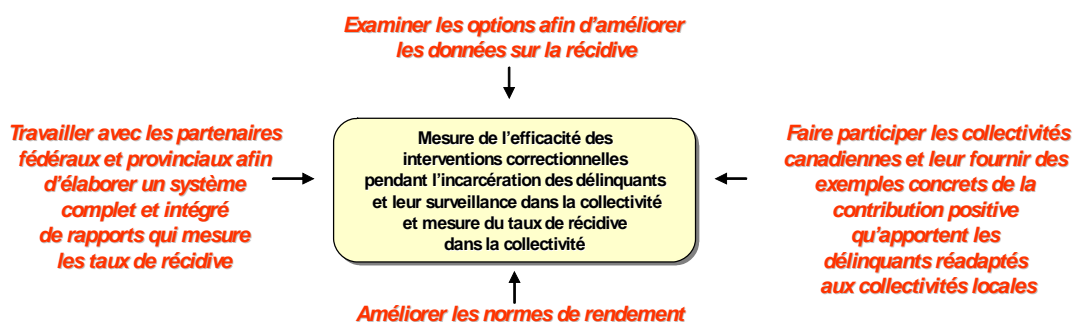 Examiner les options afin d’améliorer
les données sur la récidive
Travailler avec les partenaires
fédéraux et provinciaux afin
d’élaborer un système
complet et intégré
de rapports qui mesure
les taux de récidive
Mesure de l’efficacité des
interventions correctionnelles
pendant l’incarcération des délinquants
et leur surveillance dans la collectivité
et mesure du taux de récidive
dans la collectivité
Faire participer les collectivités
canadiennes et leur fournir des
exemples concrets de la
contribution positive
qu’apportent les
délinquants réadaptés
aux collectivités locales
Améliorer les normes de rendement